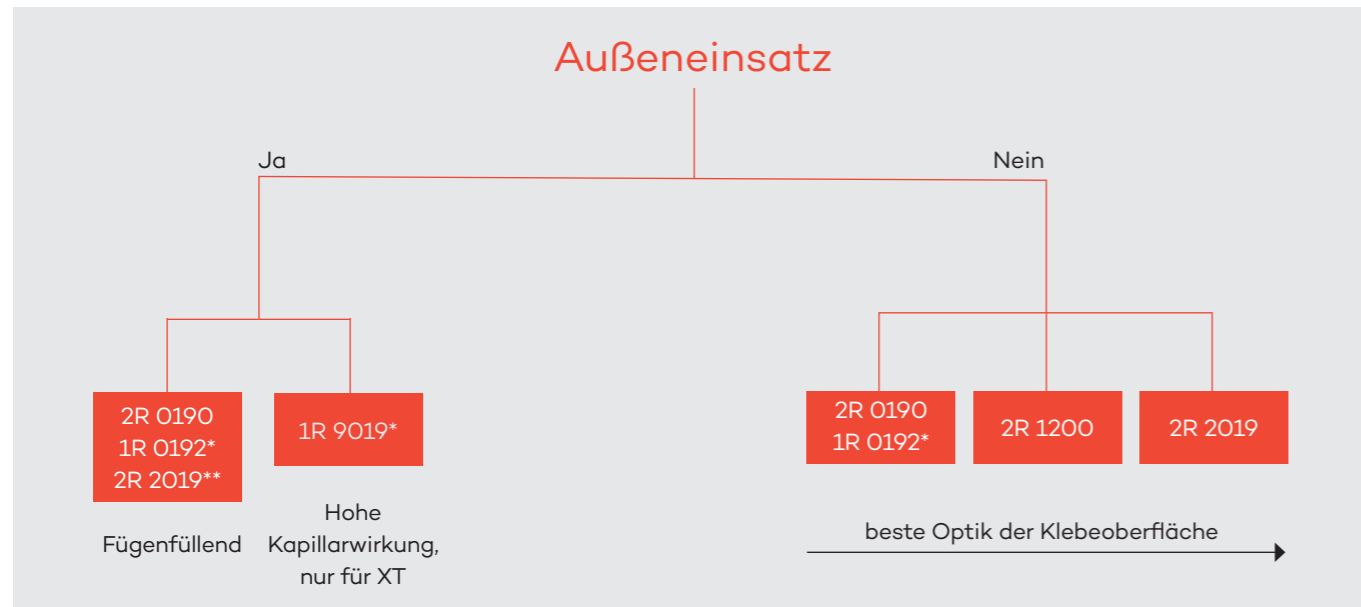 Außeneinsatz
Ja
Nein
2R 0190
1R 0192*
2R 2019**
1R 9019*
2R 0190
1R 0192*
2R 1200
2R 2019
Fügenfüllend
Hohe
Kapillarwirkung,
nur für XT
beste Optik der Klebeoberfläche